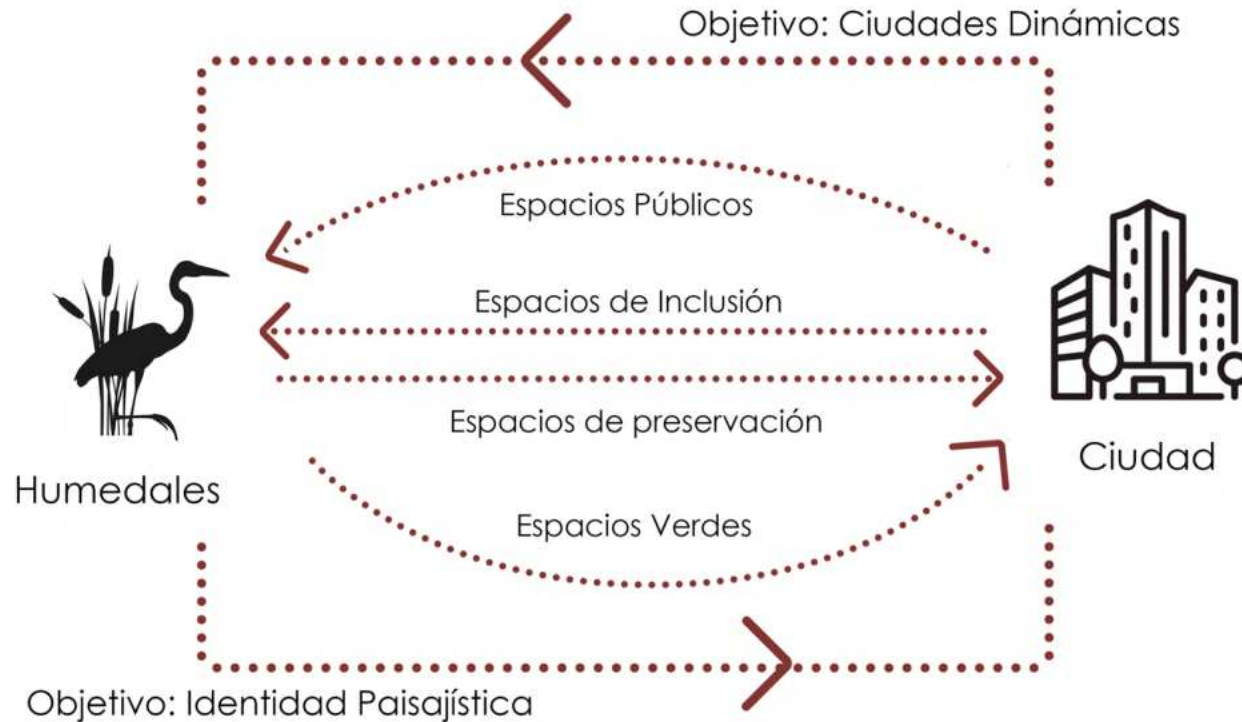 Objetivo: Ciudades Dinámicas
Espacios Públicos
Espacios de Inclusión
Espacios de preservación
Humedales
Ciudad
Espacios Verdes
Objetivo: Identidad Paisajística